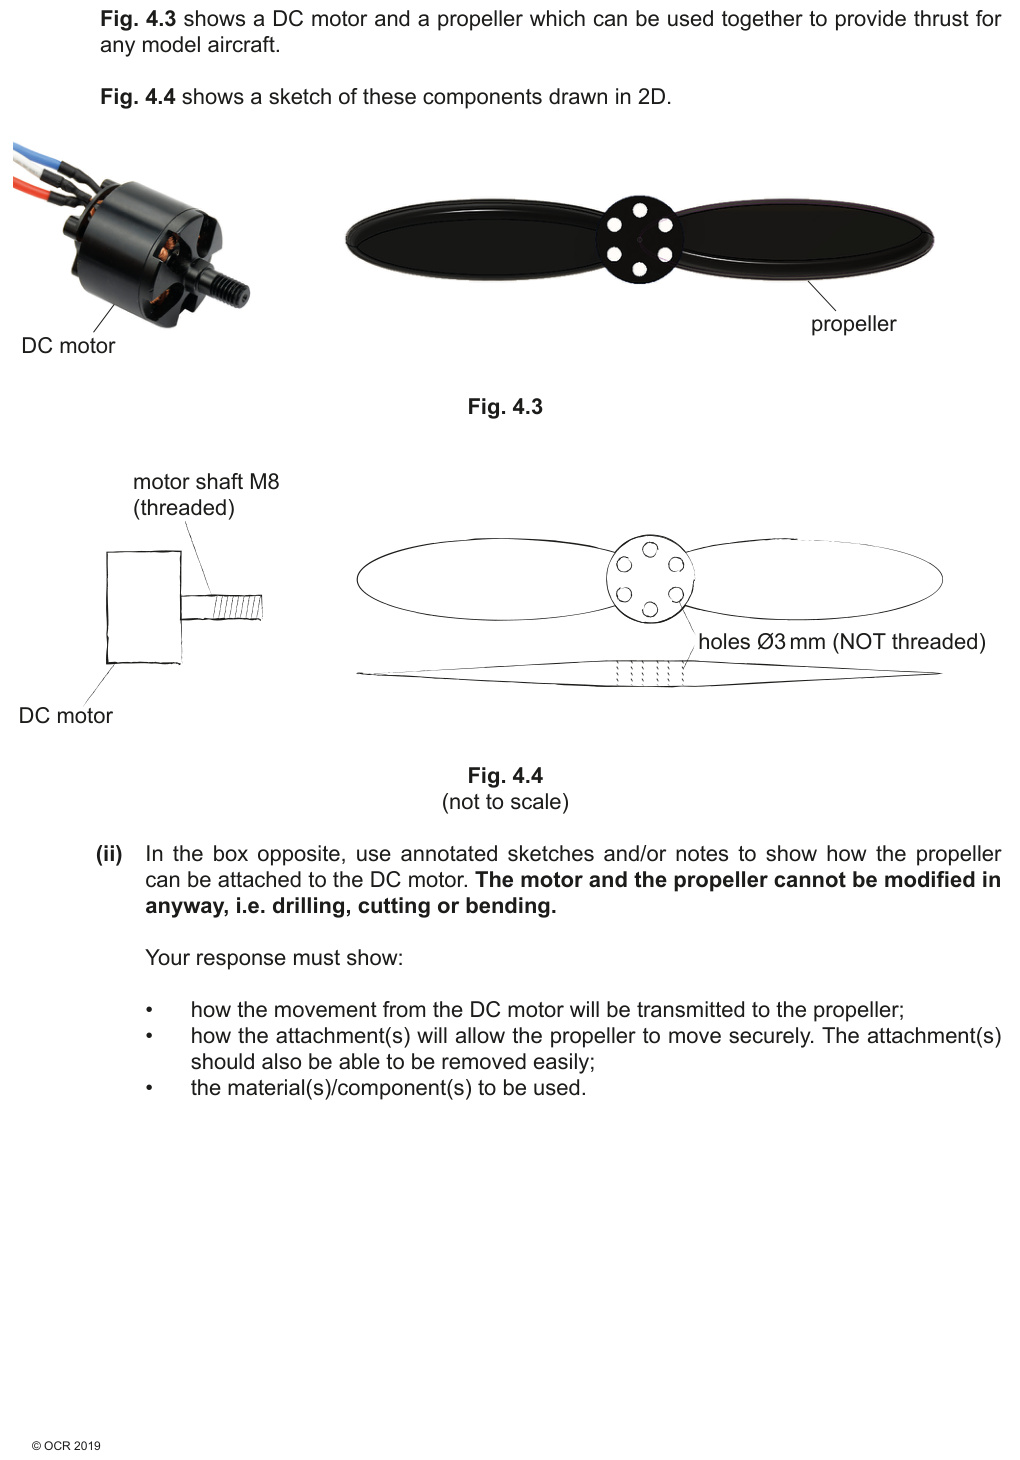 Fig. 4.3 shows a DC motor and a propeller which can be used together to provide thrust for
any model aircraft.
Fig. 4.4 shows a sketch of these components drawn in 2D.
DC motor
propeller
Fig. 4.3
motor shaft M8
(threaded)
holes Ø3 mm (NOT threaded)
DC motor
Fig. 4.4
(not to scale)
(ii) In the box opposite, use annotated sketches and/or notes to show how the propeller
can be attached to the DC motor. The motor and the propeller cannot be modified in
anyway, i.e. drilling, cutting or bending.
Your response must show:
• how the movement from the DC motor will be transmitted to the propeller;
• how the attachment(s) will allow the propeller to move securely. The attachment(s)
should also be able to be removed easily;
• the material(s)/component(s) to be used.
© OCR 2019